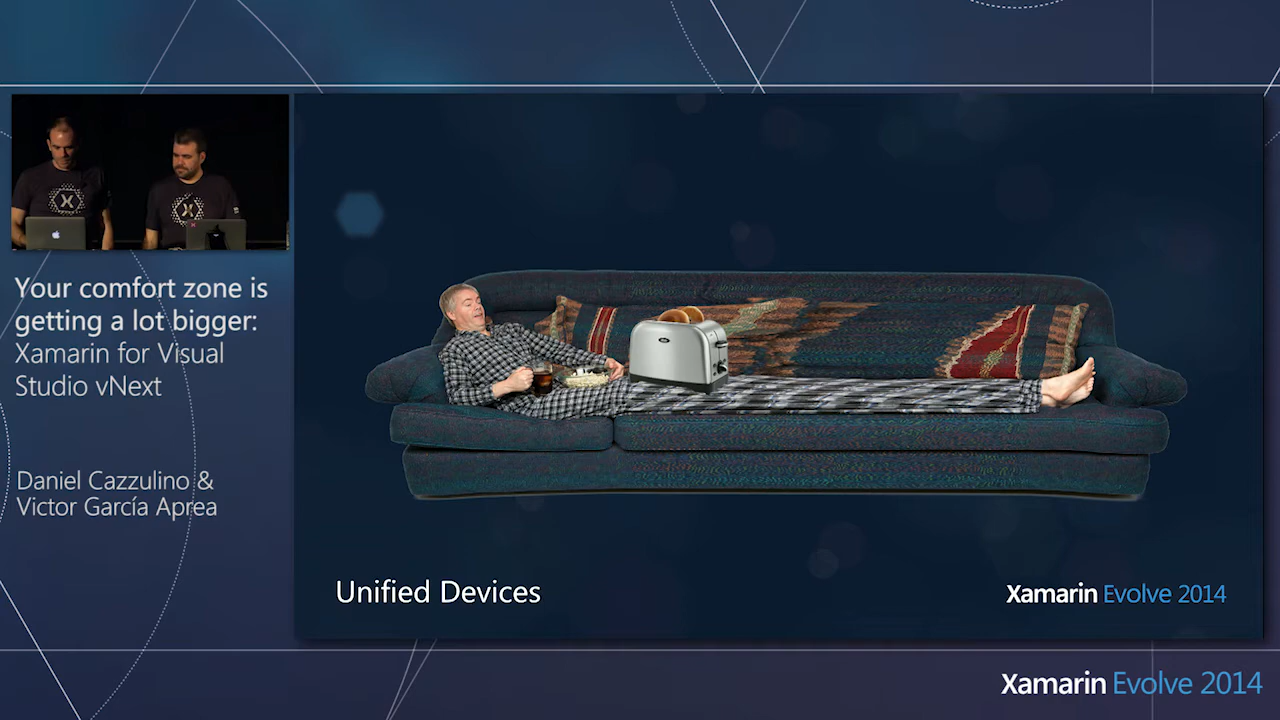 Your comfort zone is
getting a lot bigger:
Xamarin for Visual
Studio vNext
Daniel Cazzulino &
Victor García Aprea
Unified Devices
Xamarin Evolve 2014
Xamarin Evolve 2014